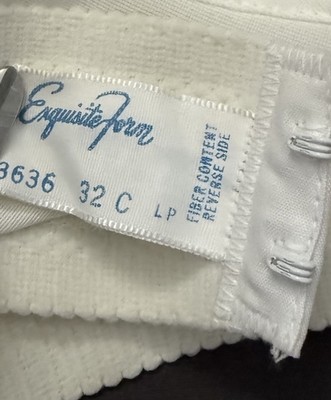 Exquisite Form
3636 32 C LP
FIBER CONTENT
REVERSE SIDE